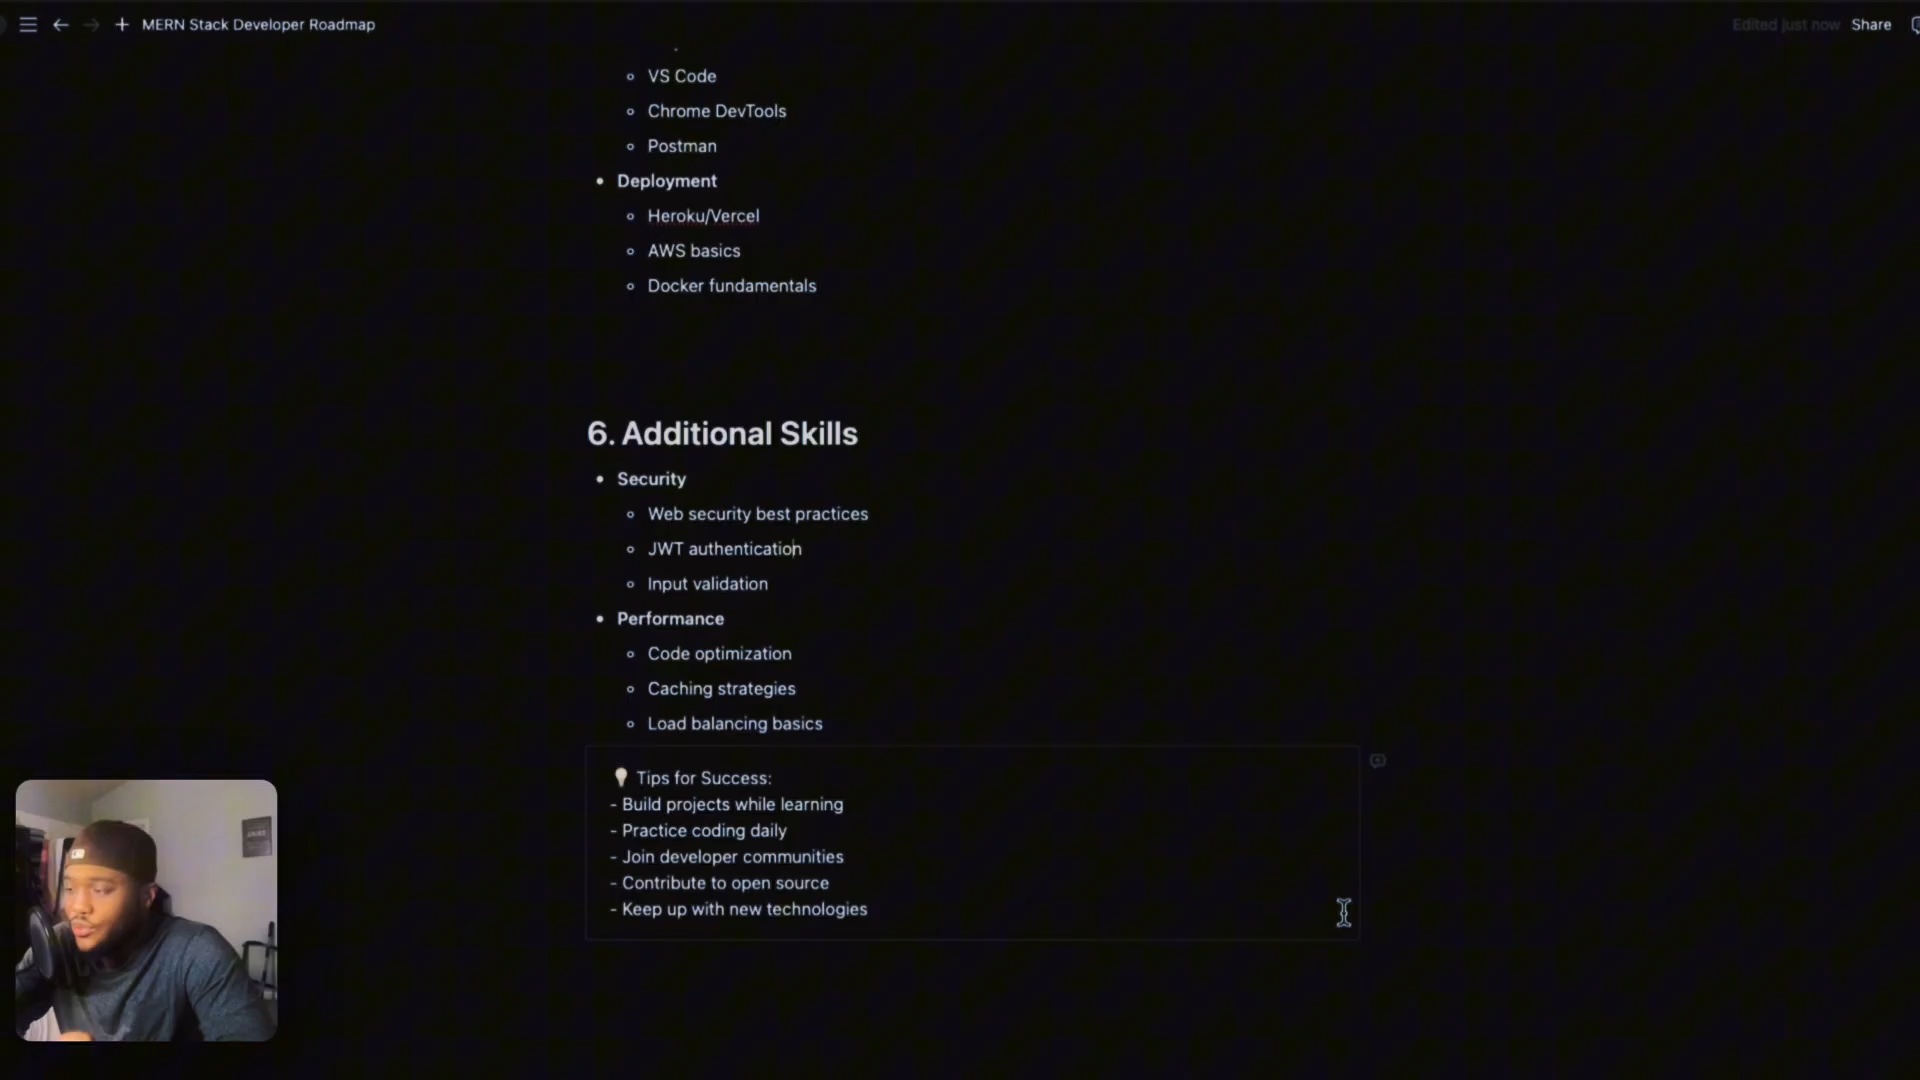 MERN Stack Developer Roadmap
Edited just now
Share
VS Code
Chrome DevTools
Postman
Deployment
Heroku/Vercel
AWS basics
Docker fundamentals
6. Additional Skills
Security
Web security best practices
JWT authentication
Input validation
Performance
Code optimization
Caching strategies
Load balancing basics
💡 Tips for Success:
- Build projects while learning
- Practice coding daily
- Join developer communities
- Contribute to open source
- Keep up with new technologies